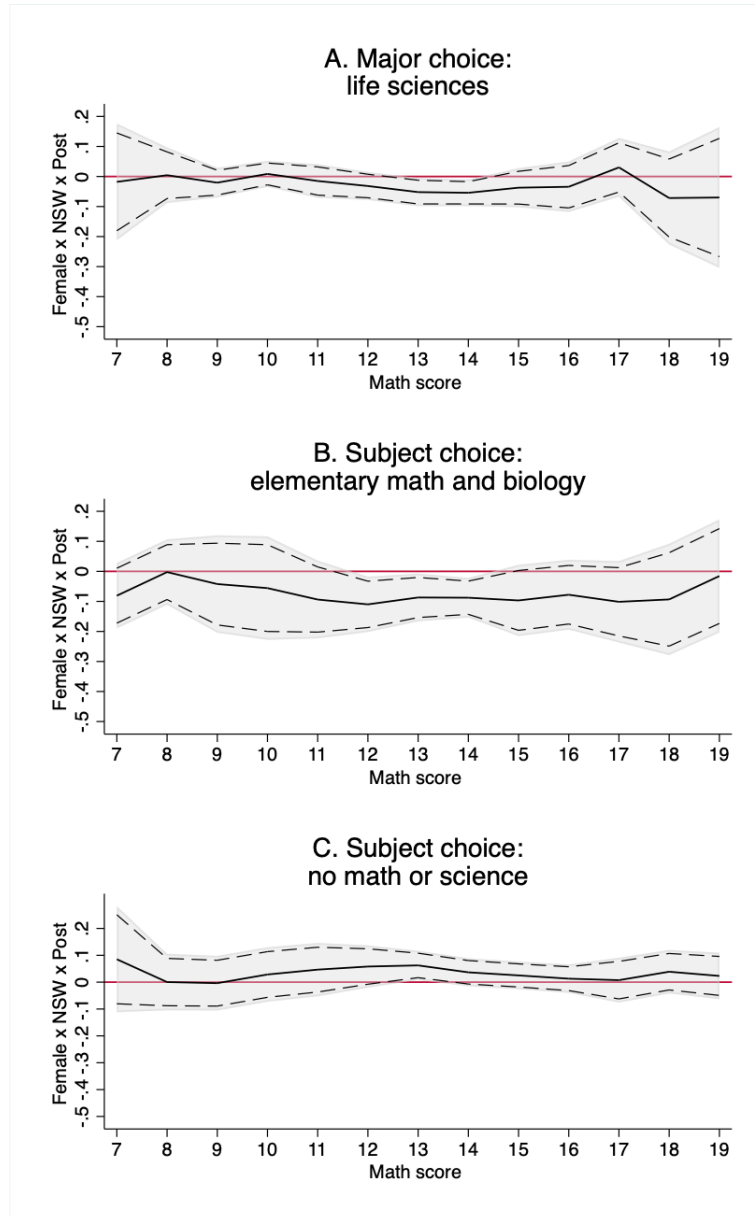 A. Major choice:
life sciences
Female x NSW x Post
.2
.1
0
-.1
-.2
-.3
-.4
-.5
7 8 9 10 11 12 13 14 15 16 17 18 19
Math score
B. Subject choice:
elementary math and biology
Female x NSW x Post
.2
.1
0
-.1
-.2
-.3
-.4
-.5
7 8 9 10 11 12 13 14 15 16 17 18 19
Math score
C. Subject choice:
no math or science
Female x NSW x Post
.2
.1
0
-.1
-.2
-.3
-.4
-.5
7 8 9 10 11 12 13 14 15 16 17 18 19
Math score